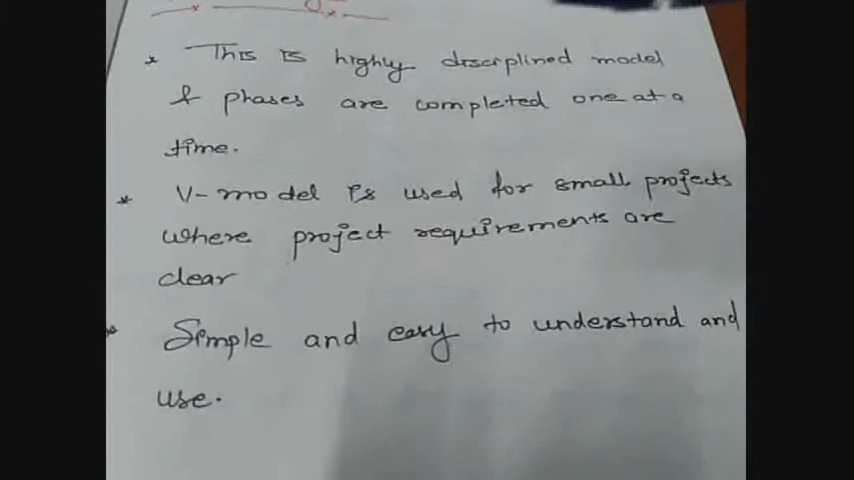 * This is highly disciplined model
& phases are completed one at a
time.
* V-model is used for small projects
where project requirements are
clear
* Simple and easy to understand and
use.